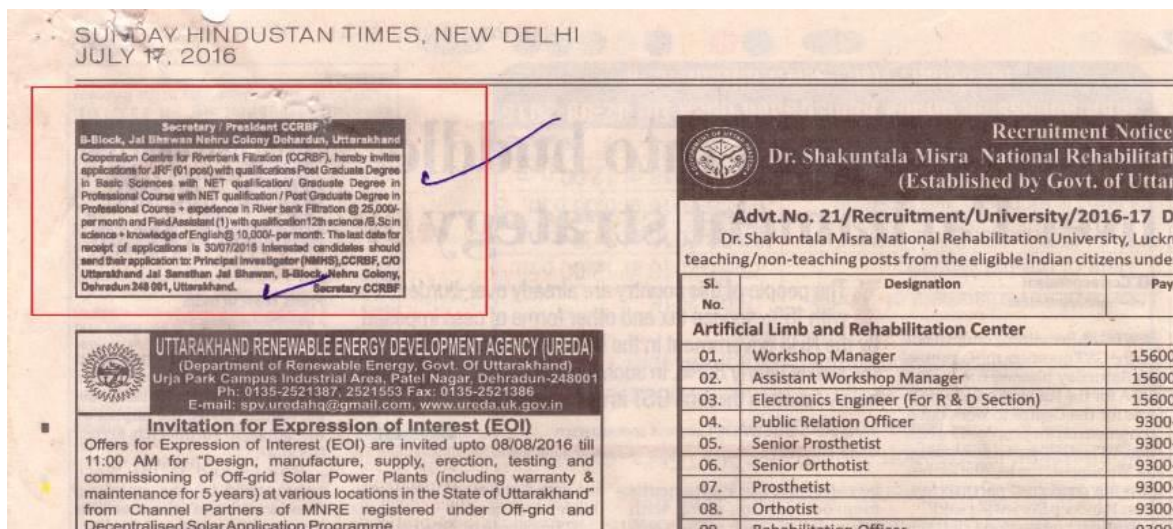 SUNDAY HINDUSTAN TIMES, NEW DELHI
JULY 17, 2016
Secretary / President CCRBF
B-Block, Jal Bhawan Nehru Colony Dehardun, Uttarakhand
Cooperation Centre for Riverbank Filtration (CCRBF), hereby invites
applications for JRF (01 post) with qualifications Post Graduate Degree
in Basic Sciences with NET qualification/ Graduate Degree in
Professional Course with NET qualification / Post Graduate Degree in
Professional Course + experience in River bank Filtration @ 25,000/-
per month and Field Assistant (1) with qualification 12th science /B.Sc in
science + knowledge of English@ 10,000/- per month. The last date for
receipt of applications is 30/07/2016 Interested candidates should
send their application to: Principal Investigator (NMHS), CCRBF, C/O
Uttarakhand Jal Sansthan Jal Bhawan, B-Block, Nehru Colony,
Dehradun 248 001, Uttarakhand. Secretary CCRBF
UTTARAKHAND RENEWABLE ENERGY DEVELOPMENT AGENCY (UREDA)
(Department of Renewable Energy, Govt. Of Uttarakhand)
Urja Park Campus Industrial Area, Patel Nagar, Dehradun-248001
Ph: 0135-2521387, 2521553 Fax: 0135-2521386
E-mail: spv.uredahq@gmail.com, www.ureda.uk.gov.in
Invitation for Expression of Interest (EOI)
Offers for Expression of Interest (EOI) are invited upto 08/08/2016 till
11:00 AM for "Design, manufacture, supply, erection, testing and
commissioning of Off-grid Solar Power Plants (including warranty &
maintenance for 5 years) at various locations in the State of Uttarakhand"
from Channel Partners of MNRE registered under Off-grid and
Decentralised Solar Application Programme
Recruitment Notice
Dr. Shakuntala Misra National Rehabilitati
(Established by Govt. of Uttar
Advt.No. 21/Recruitment/University/2016-17 D
Dr. Shakuntala Misra National Rehabilitation University, Luckn
teaching/non-teaching posts from the eligible Indian citizens unde
Sl. No. Designation Pay
Artificial Limb and Rehabilitation Center
01. Workshop Manager 15600
02. Assistant Workshop Manager 15600
03. Electronics Engineer (For R & D Section) 15600
04. Public Relation Officer 9300-
05. Senior Prosthetist 9300-
06. Senior Orthotist 9300-
07. Prosthetist 9300-
08. Orthotist 9300-
09. Rehabilitation Officer 9300